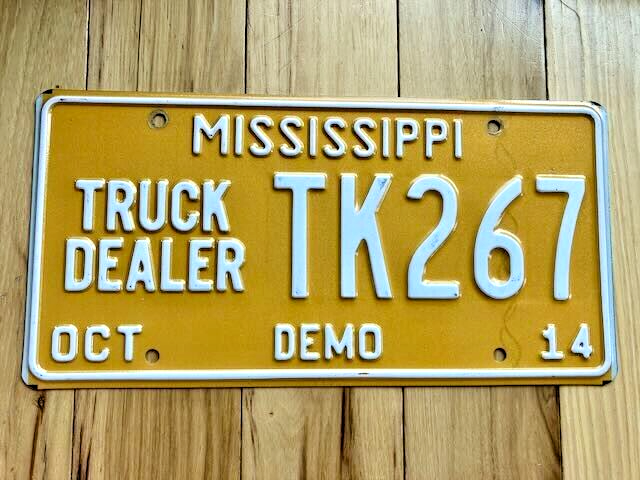 MISSISSIPPI
TRUCK DEALER TK267
OCT DEMO 14